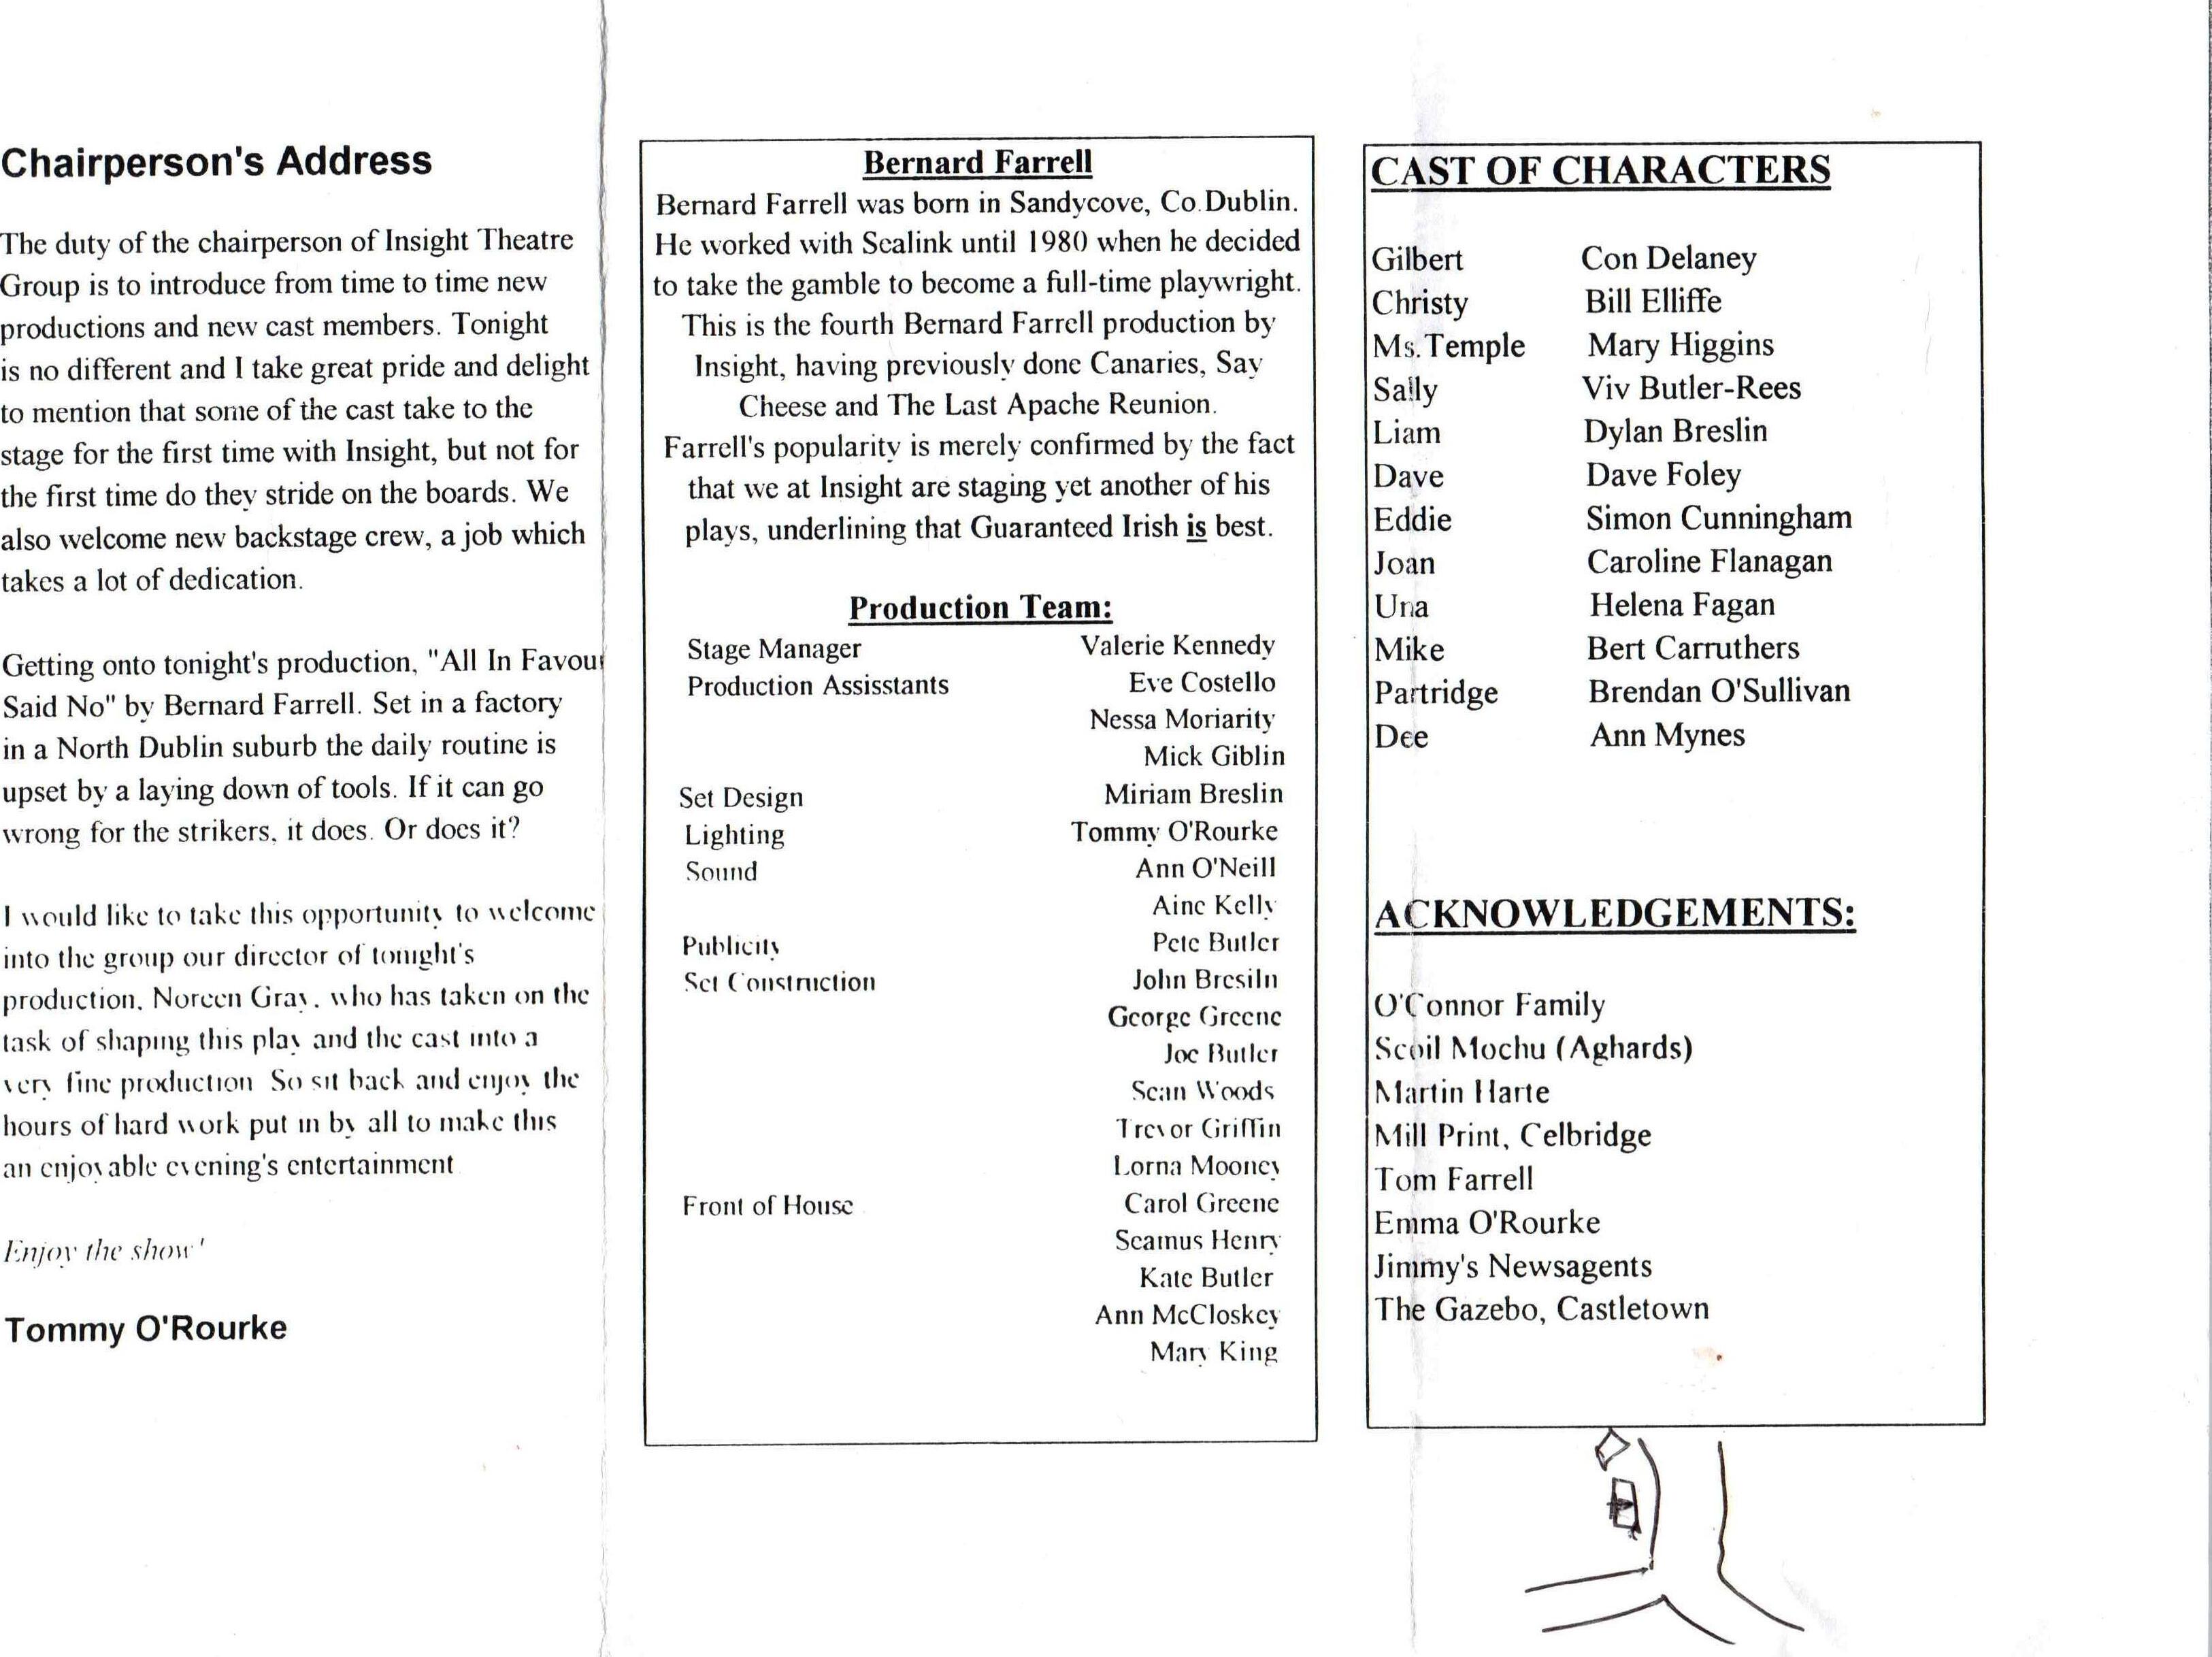 Chairperson's Address
The duty of the chairperson of Insight Theatre
Group is to introduce from time to time new
productions and new cast members. Tonight
is no different and I take great pride and delight
to mention that some of the cast take to the
stage for the first time with Insight, but not for
the first time do they stride on the boards. We
also welcome new backstage crew, a job which
takes a lot of dedication.
Getting onto tonight's production, "All In Favour
Said No" by Bernard Farrell. Set in a factory
in a North Dublin suburb the daily routine is
upset by a laying down of tools. If it can go
wrong for the strikers, it does. Or does it?
I would like to take this opportunity to welcome
into the group our director of tonight's
production, Noreen Gray, who has taken on the
task of shaping this play and the cast into a
very fine production So sit back and enjoy the
hours of hard work put in by all to make this
an enjoyable evening's entertainment
Enjoy the show!
Tommy O'Rourke
Bernard Farrell
Bernard Farrell was born in Sandycove, Co.Dublin.
He worked with Sealink until 1980 when he decided
to take the gamble to become a full-time playwright.
This is the fourth Bernard Farrell production by
Insight, having previously done Canaries, Say
Cheese and The Last Apache Reunion.
Farrell's popularity is merely confirmed by the fact
that we at Insight are staging yet another of his
plays, underlining that Guaranteed Irish is best.
Production Team:
Stage Manager Valerie Kennedy
Production Assisstants Eve Costello
Nessa Moriarity
Mick Giblin
Set Design Miriam Breslin
Lighting Tommy O'Rourke
Sound Ann O'Neill
Aine Kelly
Publicity Pete Butler
Set Construction John Bresiln
George Greene
Joe Butler
Sean Woods
Trevor Griffin
Lorna Mooney
Front of House Carol Greene
Seamus Henry
Kate Butler
Ann McCloskey
Mary King
CAST OF CHARACTERS
Gilbert Con Delaney
Christy Bill Elliffe
Ms.Temple Mary Higgins
Sally Viv Butler-Rees
Liam Dylan Breslin
Dave Dave Foley
Eddie Simon Cunningham
Joan Caroline Flanagan
Una Helena Fagan
Mike Bert Carruthers
Partridge Brendan O'Sullivan
Dee Ann Mynes
ACKNOWLEDGEMENTS:
O'Connor Family
Scoil Mochu (Aghards)
Martin Harte
Mill Print, Celbridge
Tom Farrell
Emma O'Rourke
Jimmy's Newsagents
The Gazebo, Castletown